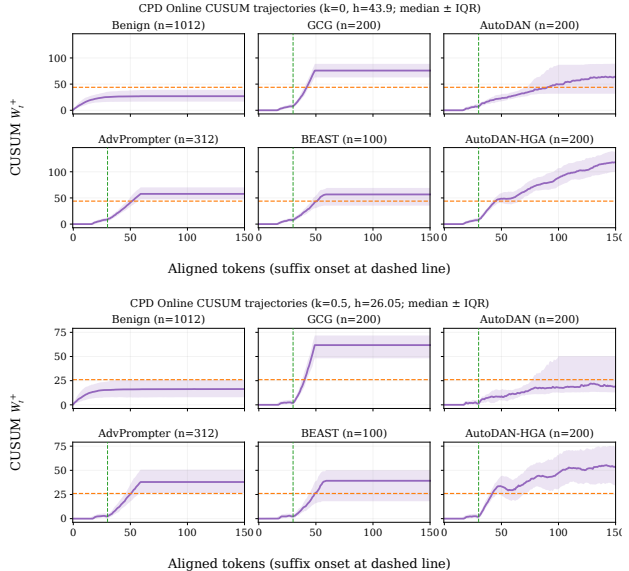 CPD Online CUSUM trajectories (k=0, h=43.9; median ± IQR)
Benign (n=1012)
GCG (n=200)
AutoDAN (n=200)
100
50
0
AdvPrompter (n=312)
BEAST (n=100)
AutoDAN-HGA (n=200)
100
50
0
CUSUM W_t^+
0 50 100 150 0 50 100 150 0 50 100 150
Aligned tokens (suffix onset at dashed line)
CPD Online CUSUM trajectories (k=0.5, h=26.05; median ± IQR)
Benign (n=1012)
GCG (n=200)
AutoDAN (n=200)
75
50
25
0
AdvPrompter (n=312)
BEAST (n=100)
AutoDAN-HGA (n=200)
75
50
25
0
CUSUM W_t^+
0 50 100 150 0 50 100 150 0 50 100 150
Aligned tokens (suffix onset at dashed line)